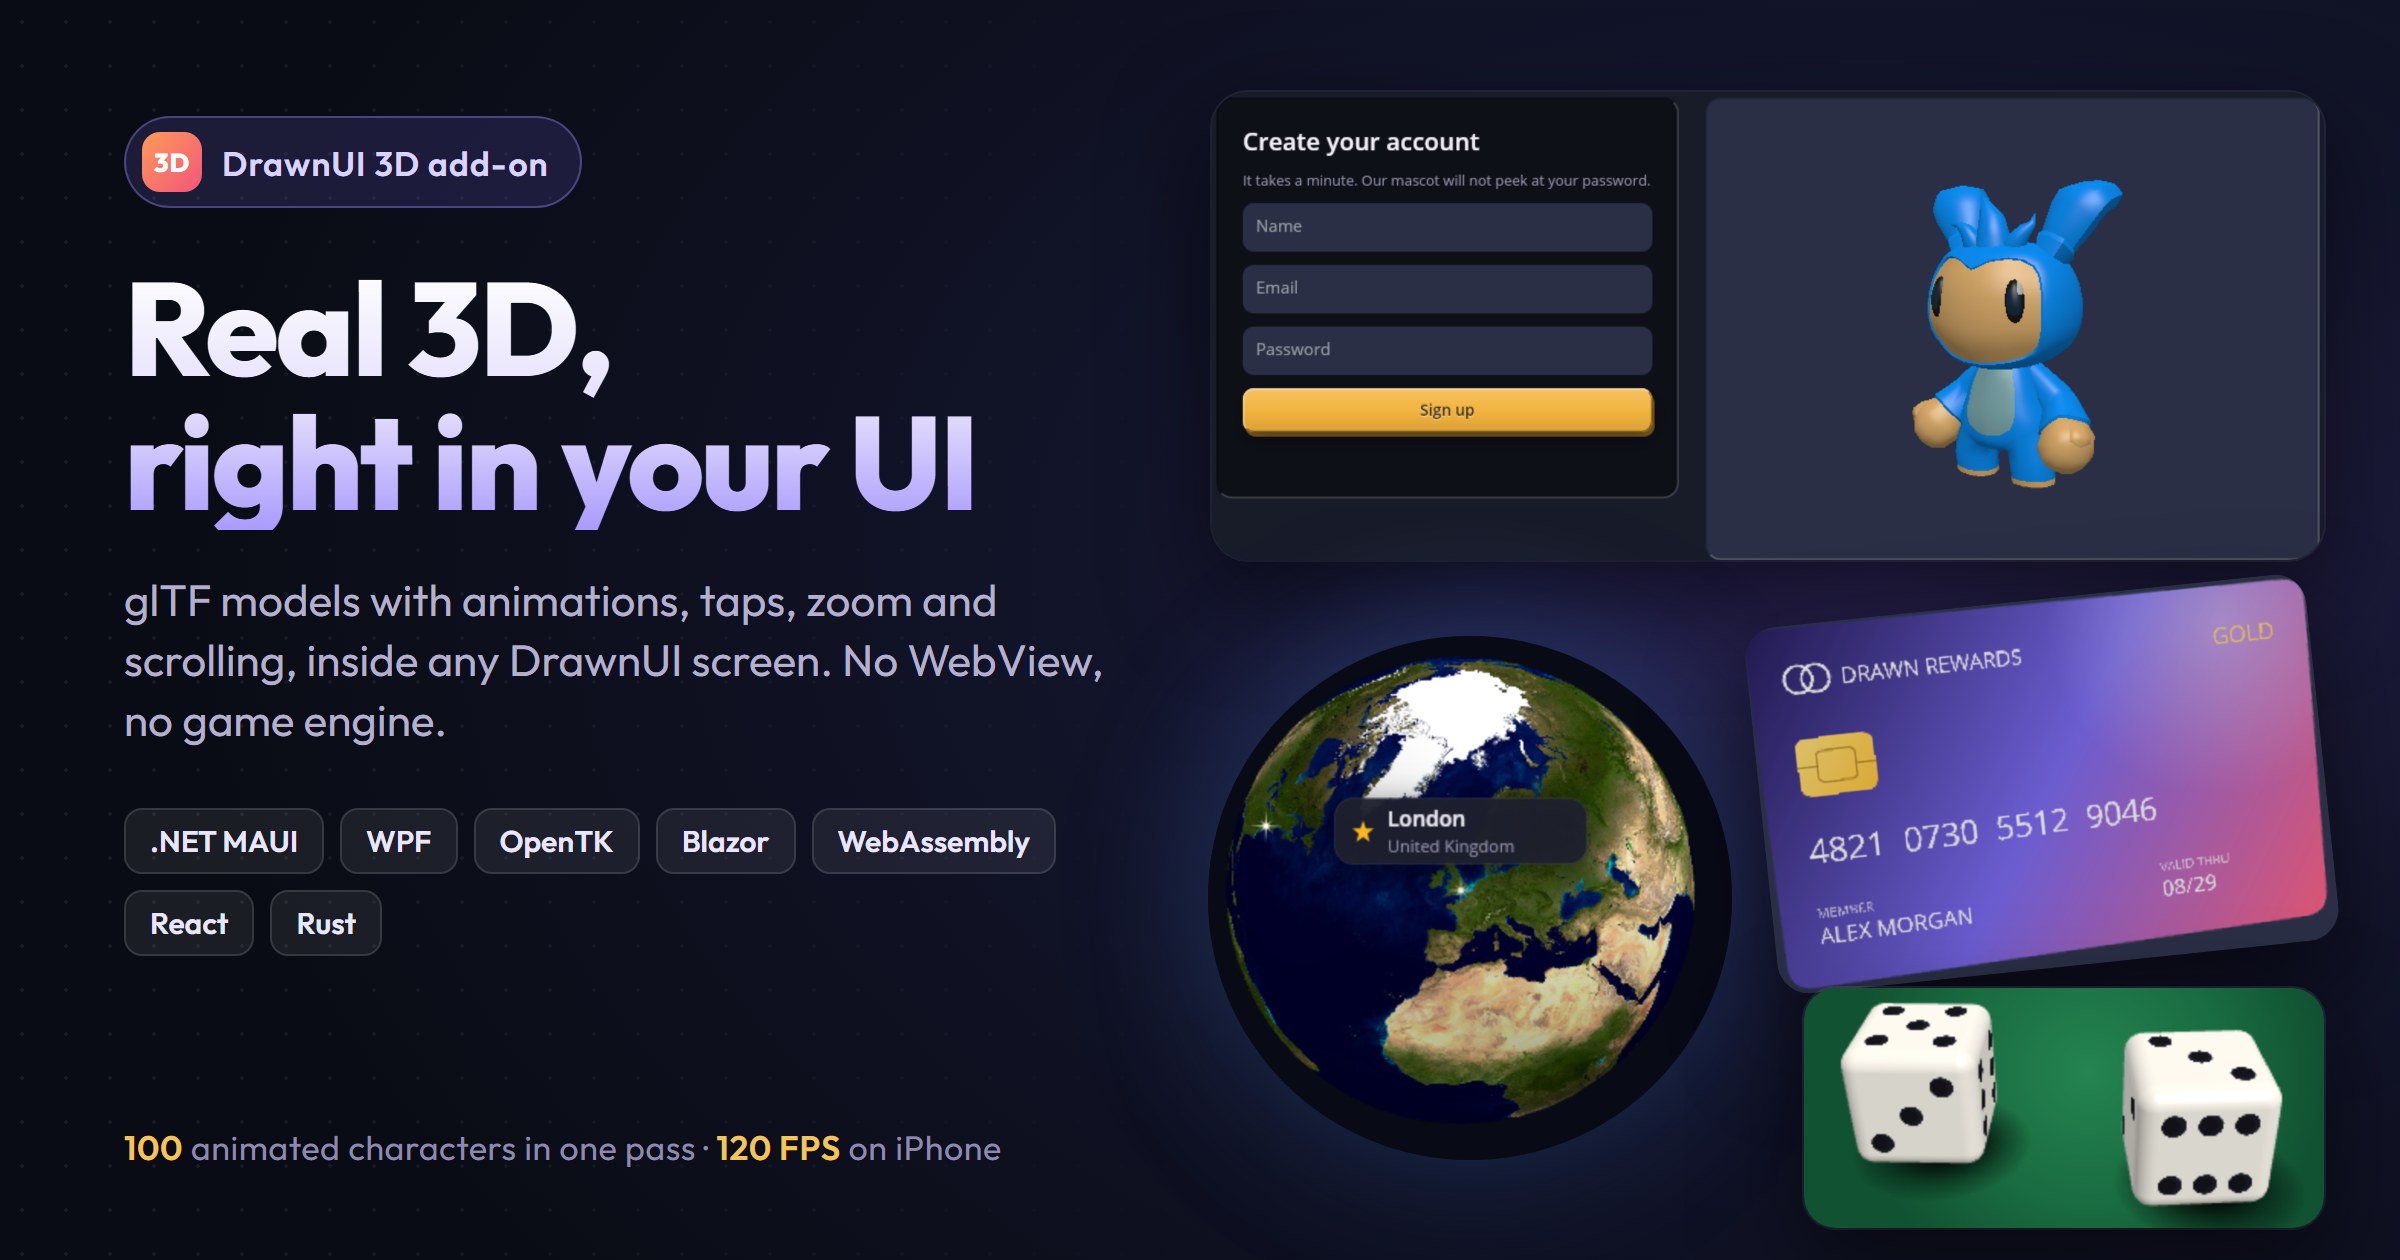 3D DrawnUI 3D add-on
Real 3D,
right in your UI
glTF models with animations, taps, zoom and
scrolling, inside any DrawnUI screen. No WebView,
no game engine.
.NET MAUI
WPF
OpenTK
Blazor
WebAssembly
React
Rust
100 animated characters in one pass · 120 FPS on iPhone
Create your account
It takes a minute. Our mascot will not peek at your password.
Name
Email
Password
Sign up
London
United Kingdom
DRAWN REWARDS
GOLD
4821 0730 5512 9046
VALID THRU
08/29
MEMBER
ALEX MORGAN